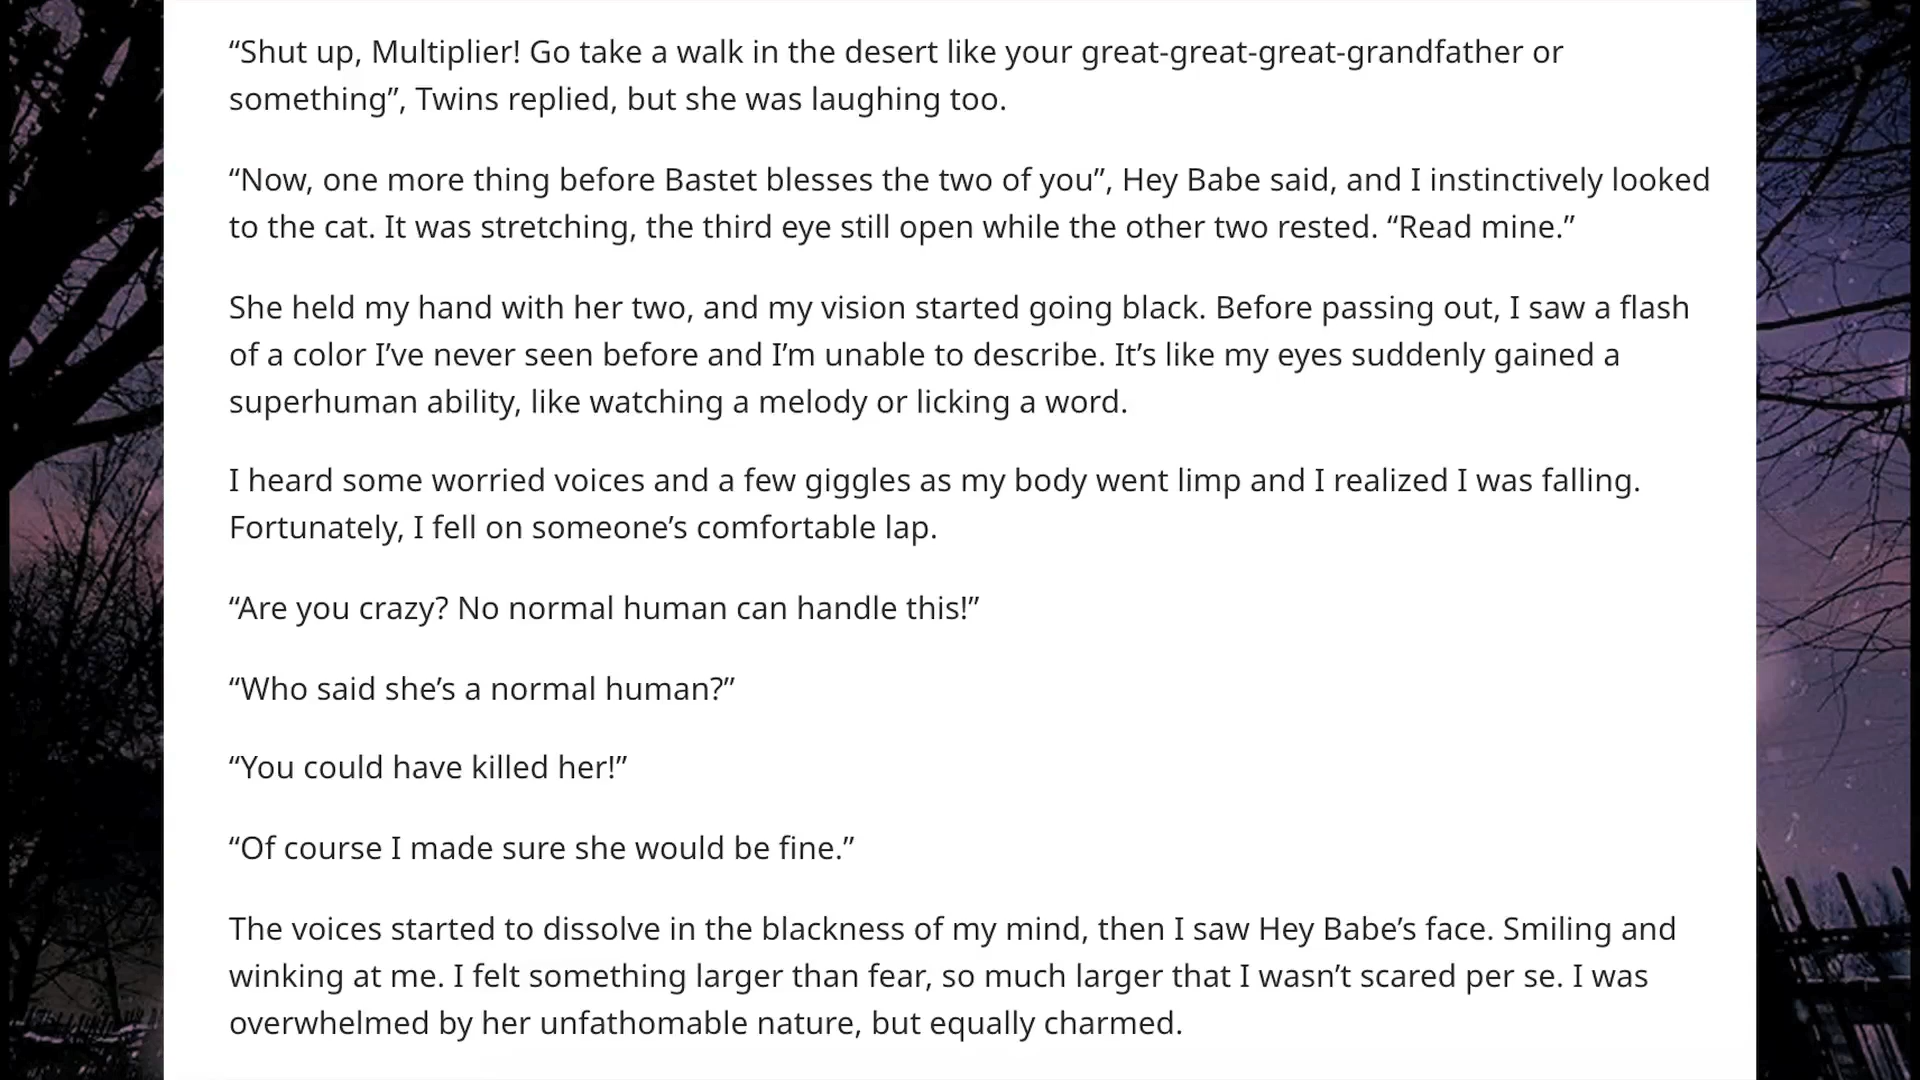 “Shut up, Multiplier! Go take a walk in the desert like your great-great-great-grandfather or
something”, Twins replied, but she was laughing too.
“Now, one more thing before Bastet blesses the two of you”, Hey Babe said, and I instinctively looked
to the cat. It was stretching, the third eye still open while the other two rested. “Read mine.”
She held my hand with her two, and my vision started going black. Before passing out, I saw a flash
of a color I’ve never seen before and I’m unable to describe. It’s like my eyes suddenly gained a
superhuman ability, like watching a melody or licking a word.
I heard some worried voices and a few giggles as my body went limp and I realized I was falling.
Fortunately, I fell on someone’s comfortable lap.
“Are you crazy? No normal human can handle this!”
“Who said she’s a normal human?”
“You could have killed her!”
“Of course I made sure she would be fine.”
The voices started to dissolve in the blackness of my mind, then I saw Hey Babe’s face. Smiling and
winking at me. I felt something larger than fear, so much larger that I wasn’t scared per se. I was
overwhelmed by her unfathomable nature, but equally charmed.